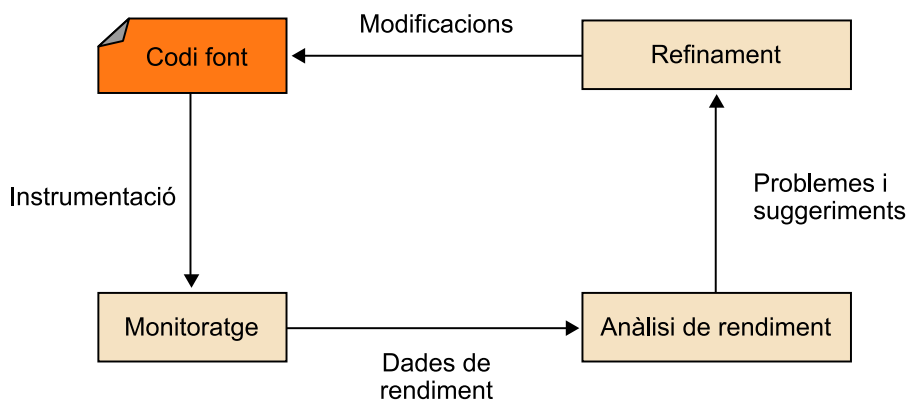 Modificacions
Codi font
Refinament
Instrumentació
Problemes i
suggeriments
Monitoratge
Anàlisi de rendiment
Dades de
rendiment